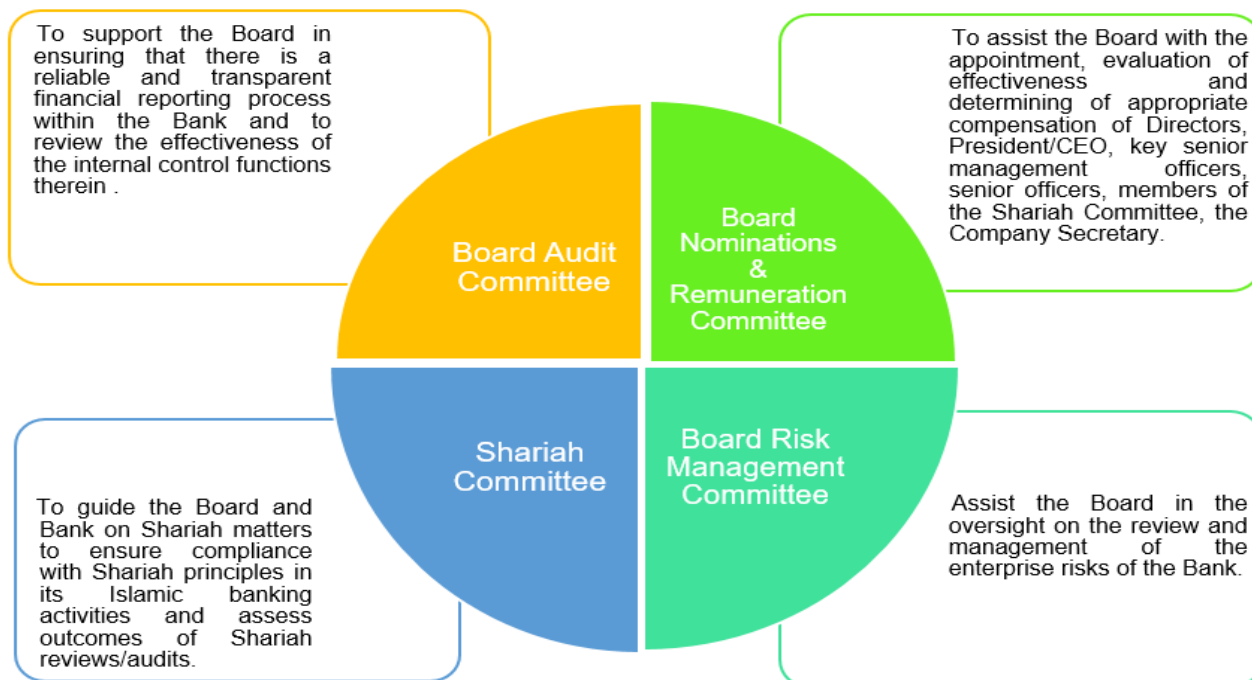 To support the Board in
ensuring that there is a
reliable and transparent
financial reporting process
within the Bank and to
review the effectiveness of
the internal control functions
therein .
To assist the Board with the
appointment, evaluation of
effectiveness and
determining of appropriate
compensation of Directors,
President/CEO, key senior
management officers,
senior officers, members of
the Shariah Committee, the
Company Secretary.
Board Audit
Committee
Board
Nominations
&
Remuneration
Committee
Shariah
Committee
Board Risk
Management
Committee
To guide the Board and
Bank on Shariah matters
to ensure compliance
with Shariah principles in
its Islamic banking
activities and assess
outcomes of Shariah
reviews/audits.
Assist the Board in the
oversight on the review and
management of the
enterprise risks of the Bank.